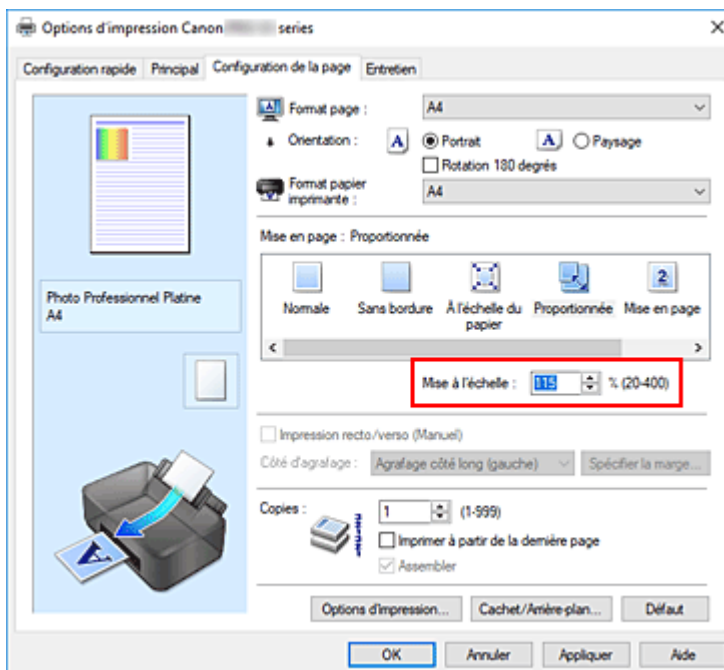 Options d'impression Canon series
Configuration rapide Principal Configuration de la page Entretien
Format page : A4
Orientation : A Portrait A Paysage
Rotation 180 degrés
Format papier
imprimante : A4
Mise en page : Proportionnée
Normale Sans bordure À l'échelle du
papier Proportionnée Mise en page
Photo Professionnel Platine
A4
Mise à l'échelle : 115 % (20-400)
Impression recto/verso (Manuel)
Côté d'agrafage : Agrafage côté long (gauche) Spécifier la marge...
Copies : 1 (1-999)
Imprimer à partir de la dernière page
Assembler
Options d'impression... Cachet/Arrière-plan... Défaut
OK Annuler Appliquer Aide